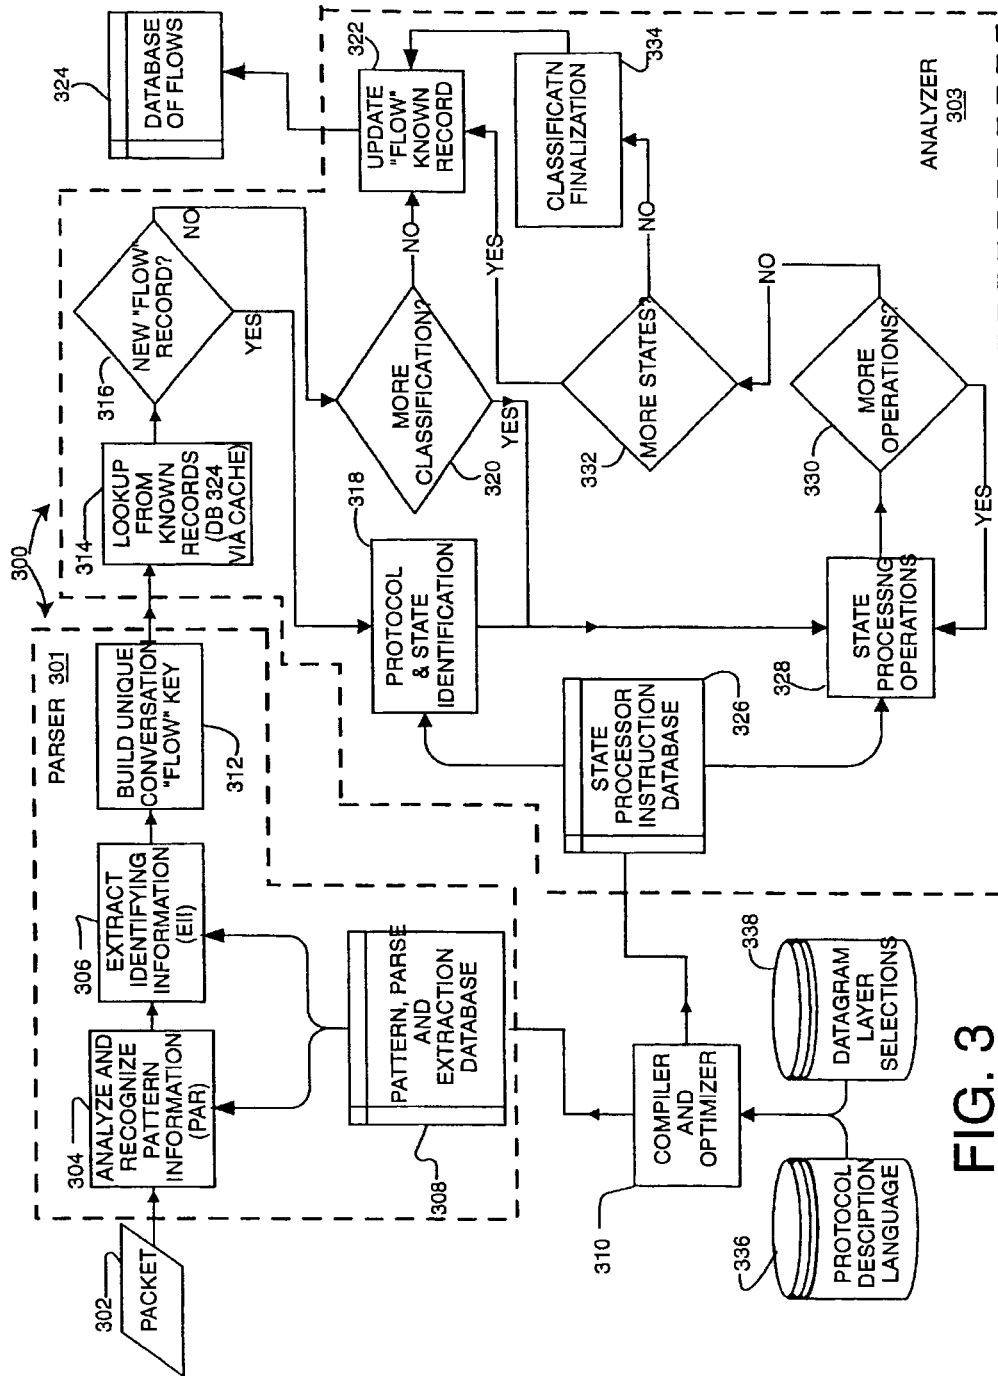 300
PARSER 301
302
PACKET
304
ANALYZE AND
RECOGNIZE
PATTERN
INFORMATION
(PAR)
306
EXTRACT
IDENTIFYING
INFORMATION
(EII)
BUILD UNIQUE
CONVERSATION
"FLOW" KEY
312
314
LOOKUP
FROM
KNOWN
RECORDS
(DB 324
VIA CACHE)
316
NEW "FLOW"
RECORD?
NO
YES
324
DATABASE
OF FLOWS
308
PATTERN, PARSE
AND
EXTRACTION
DATABASE
318
PROTOCOL
& STATE
IDENTIFICATION
MORE
CLASSIFICATION?
320
YES
NO
322
UPDATE
"FLOW"
KNOWN
RECORD
YES
334
CLASSIFICATN
FINALIZATION
NO
MORE STATES?
332
STATE
PROCESSOR
INSTRUCTION
DATABASE
326
310
COMPILER
AND
OPTIMIZER
336
PROTOCOL
DESCIPTION
LANGUAGE
338
DATAGRAM
LAYER
SELECTIONS
328
STATE
PROCESSNG
OPERATIONS
330
MORE
OPERATIONS?
NO
YES
ANALYZER
303
FIG. 3